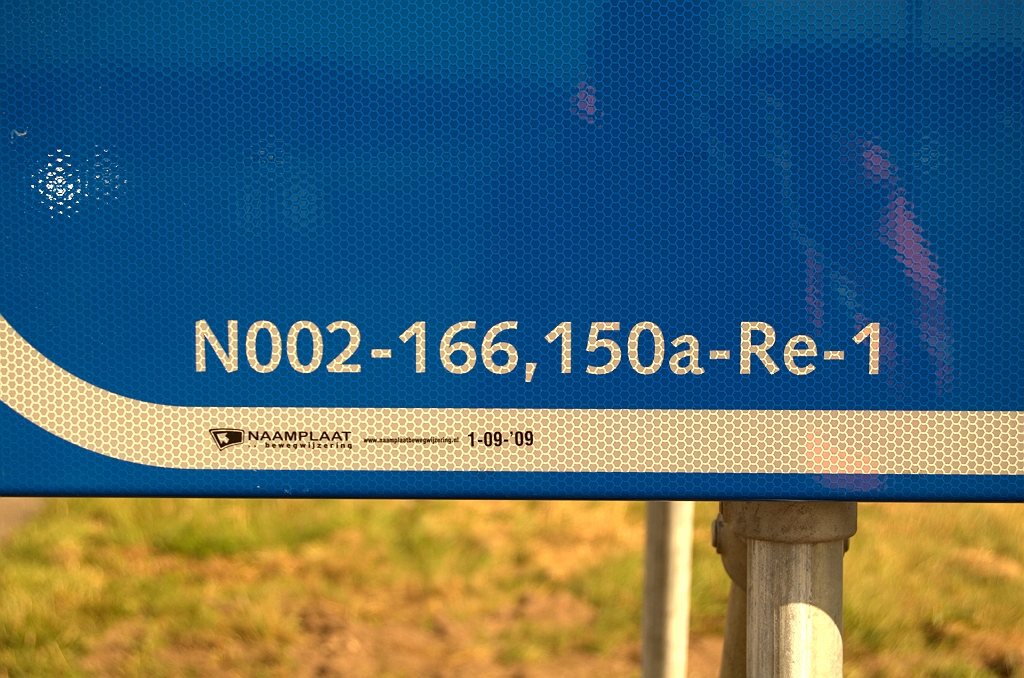 N002-166,150a-Re-1
NAAMPLAAT www.naamplaatbewegwijzering.nl 1-09-'09
bewegwijzering